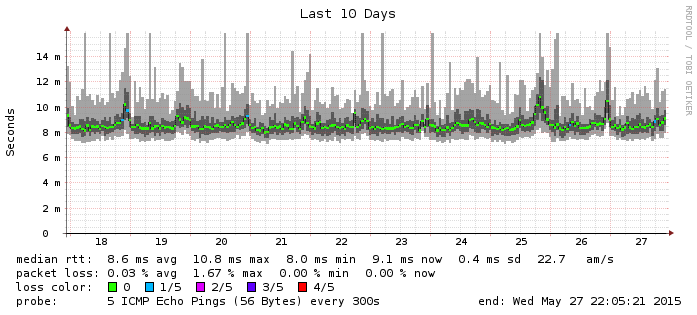 Last 10 Days
RRDTOOL / TOBI OETIKER
Seconds
14 m
12 m
10 m
8 m
6 m
4 m
2 m
0
18 19 20 21 22 23 24 25 26 27
median rtt: 8.6 ms avg 10.8 ms max 8.0 ms min 9.1 ms now 0.4 ms sd 22.7 am/s
packet loss: 0.03 % avg 1.67 % max 0.00 % min 0.00 % now
loss color: 0 1/5 2/5 3/5 4/5
probe: 5 ICMP Echo Pings (56 Bytes) every 300s end: Wed May 27 22:05:21 2015